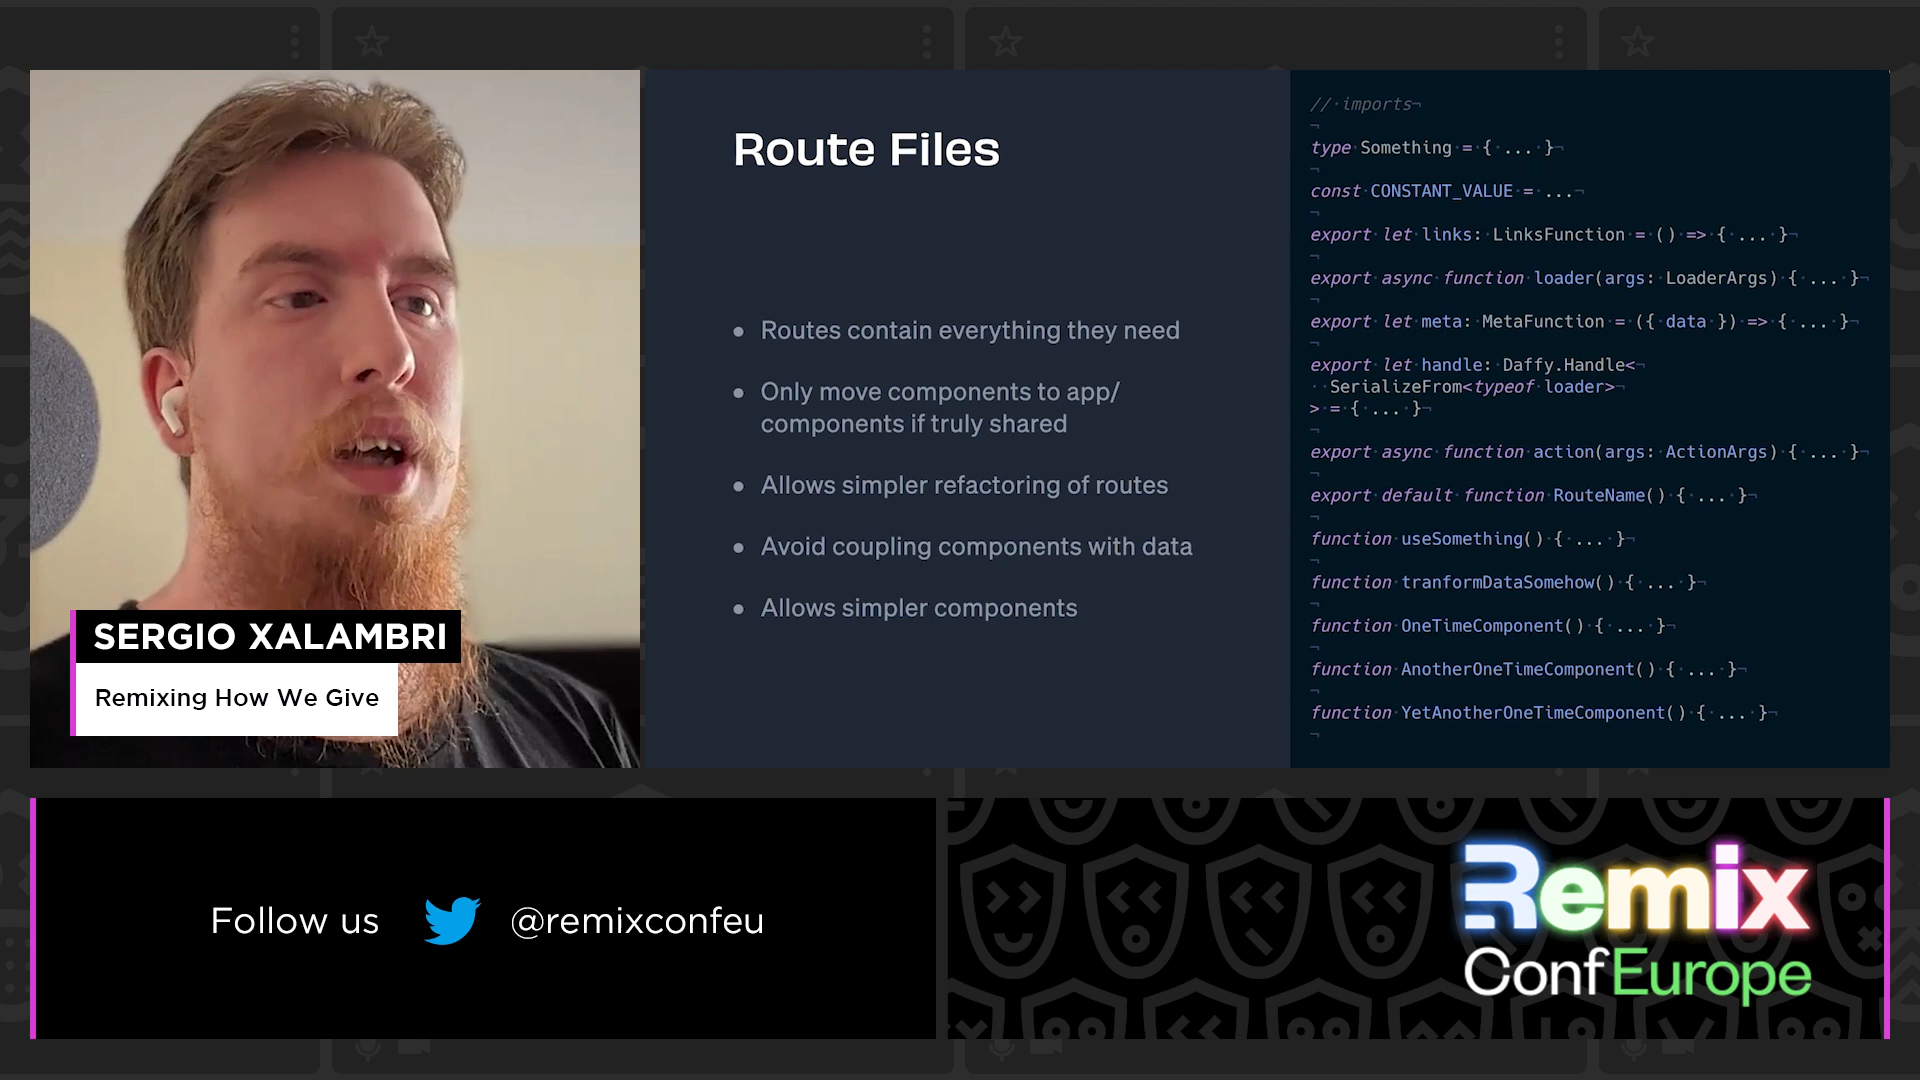 Route Files
• Routes contain everything they need
• Only move components to app/
components if truly shared
• Allows simpler refactoring of routes
• Avoid coupling components with data
• Allows simpler components
//·imports¬
¬
type·Something·=·{·...·}¬
¬
const·CONSTANT_VALUE·=·...¬
¬
export·let·links:·LinksFunction·=·()·=>·{·...·}¬
¬
export·async·function·loader(args:·LoaderArgs)·{·...·}¬
¬
export·let·meta:·MetaFunction·=·({·data·})·=>·{·...·}¬
¬
export·let·handle:·Daffy.Handle<¬
··SerializeFrom<typeof·loader>¬
>·=·{·...·}¬
¬
export·async·function·action(args:·ActionArgs)·{·...·}¬
¬
export·default·function·RouteName()·{·...·}¬
¬
function·useSomething()·{·...·}¬
¬
function·tranformDataSomehow()·{·...·}¬
¬
function·OneTimeComponent()·{·...·}¬
¬
function·AnotherOneTimeComponent()·{·...·}¬
¬
function·YetAnotherOneTimeComponent()·{·...·}¬
¬
SERGIO XALAMBRI
Remixing How We Give
Follow us @remixconfeu
Remix
Conf Europe